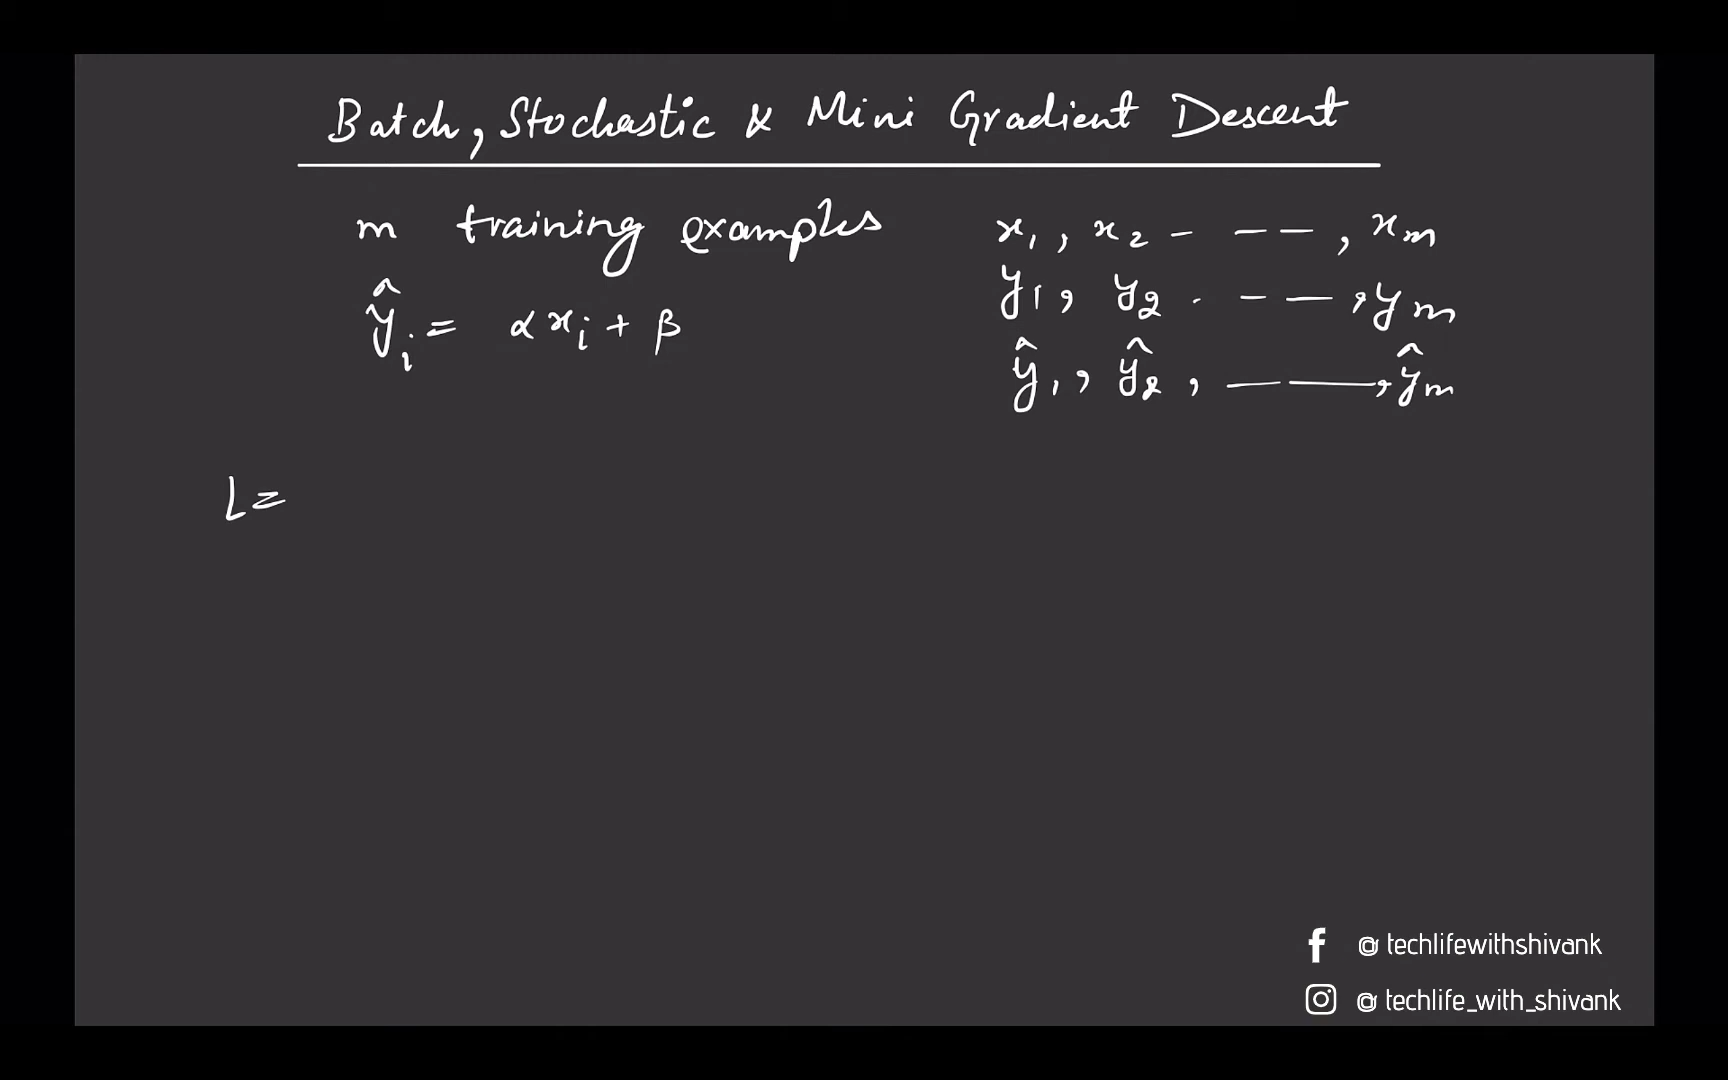 Batch, Stochastic & Mini Gradient Descent
m training examples
x₁, x₂ - - - , xₘ
ŷᵢ = αxᵢ + β
y₁, y₂ . - - , yₘ
ŷ₁, ŷ₂, — — , ŷₘ
L =
@ techlifewithshivank
@ techlife_with_shivank